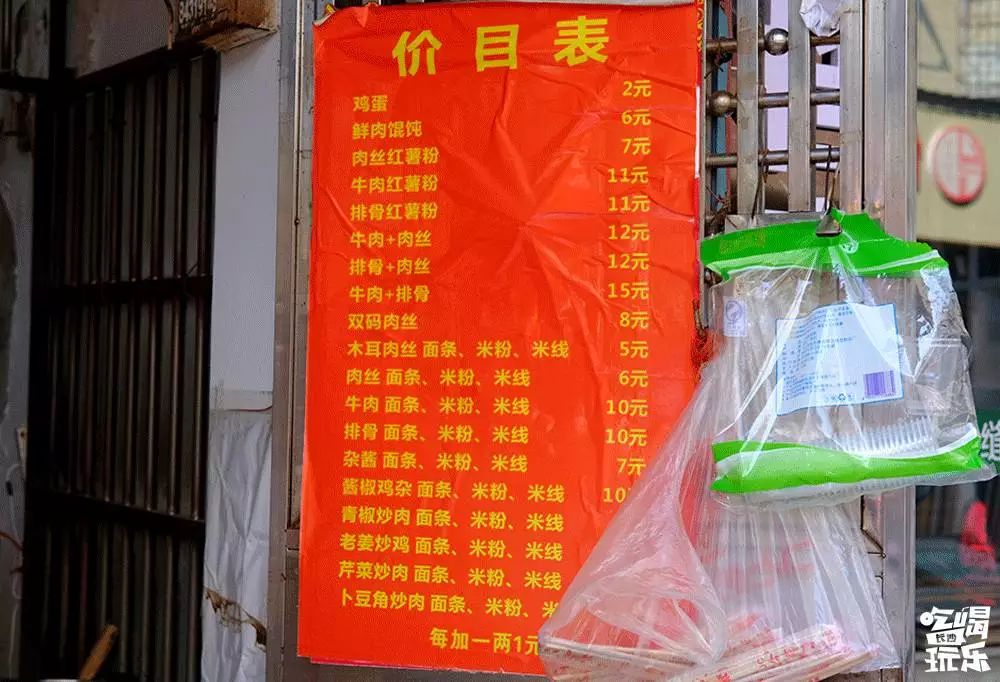 价目表
鸡蛋 2元
鲜肉馄饨 6元
肉丝红薯粉 7元
牛肉红薯粉 11元
排骨红薯粉 11元
牛肉+肉丝 12元
排骨+肉丝 12元
牛肉+排骨 15元
双码肉丝 8元
木耳肉丝 面条、米粉、米线 5元
肉丝 面条、米粉、米线 6元
牛肉 面条、米粉、米线 10元
排骨 面条、米粉、米线 10元
杂酱 面条、米粉、米线 7元
酱椒鸡杂 面条、米粉、米线 10
青椒炒肉 面条、米粉、米线
老姜炒鸡 面条、米粉、米线
芹菜炒肉 面条、米粉、米线
卜豆角炒肉 面条、米粉、米
每加一两1元
缝
吃喝
长沙
玩乐